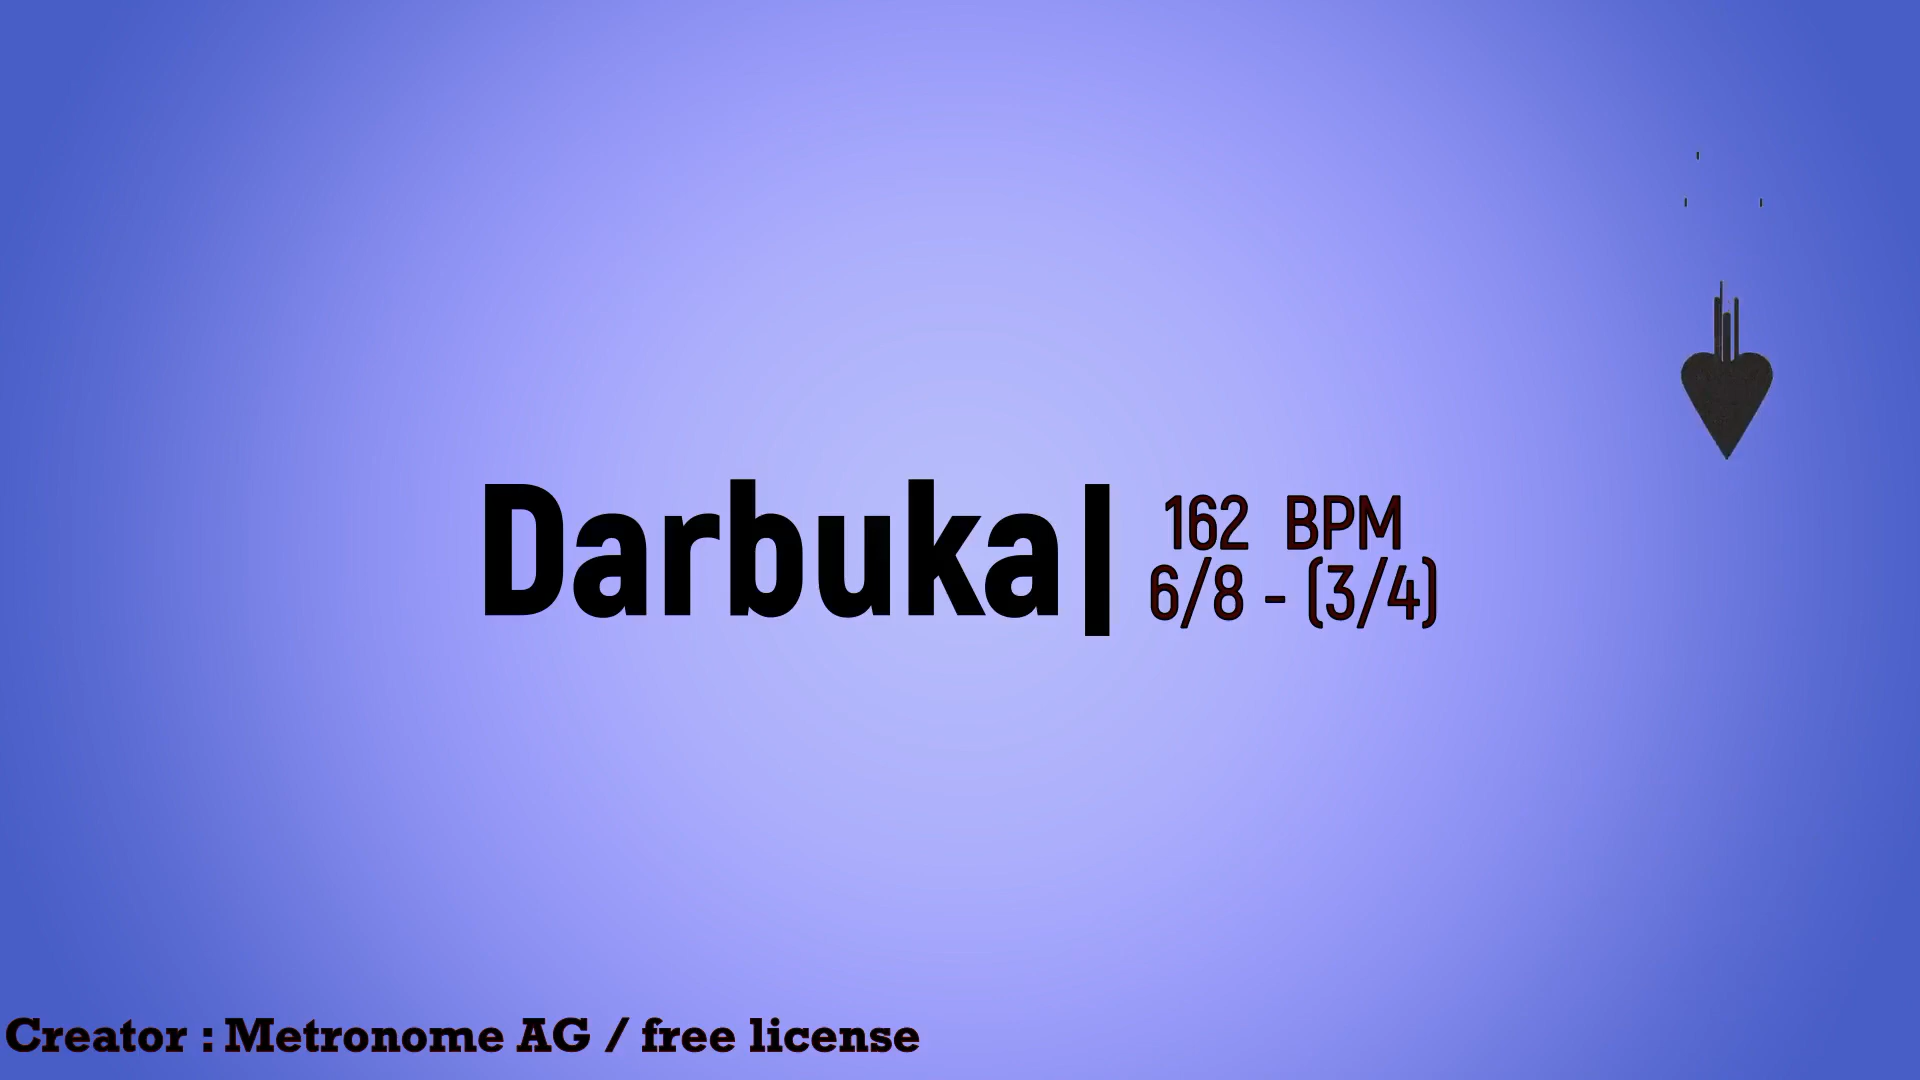 Darbuka
162 BPM
6/8 - (3/4)
Creator : Metronome AG / free license